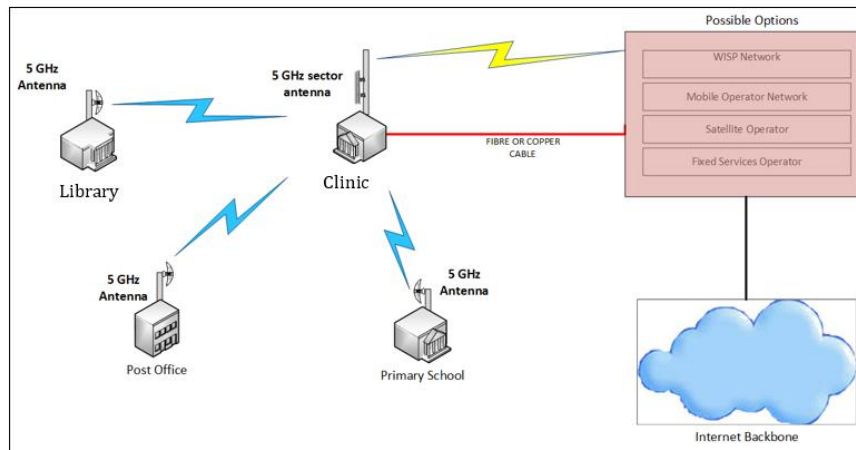 Possible Options
WISP Network
Mobile Operator Network
Satellite Operator
Fixed Services Operator
5 GHz
Antenna
5 GHz sector
antenna
FIBRE OR COPPER
CABLE
Library
Clinic
5 GHz
Antenna
5 GHz
Antenna
Post Office
Primary School
Internet Backbone